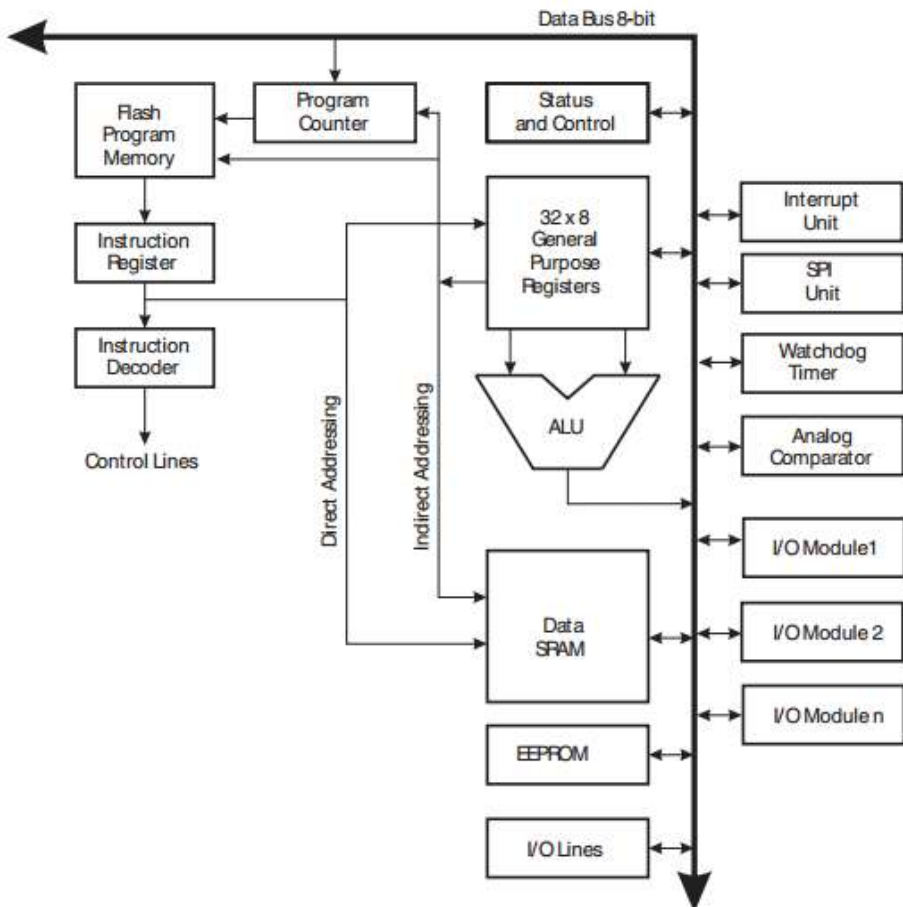 Data Bus 8-bit
Flash
Program
Memory
Program
Counter
Status
and Control
32 x 8
General
Purpose
Registers
Interrupt
Unit
SPI
Unit
Instruction
Register
Instruction
Decoder
Watchdog
Timer
ALU
Analog
Comparator
Control Lines
Direct Addressing
Indirect Addressing
I/O Module1
Data
SRAM
I/O Module 2
I/O Module n
EEPROM
I/O Lines